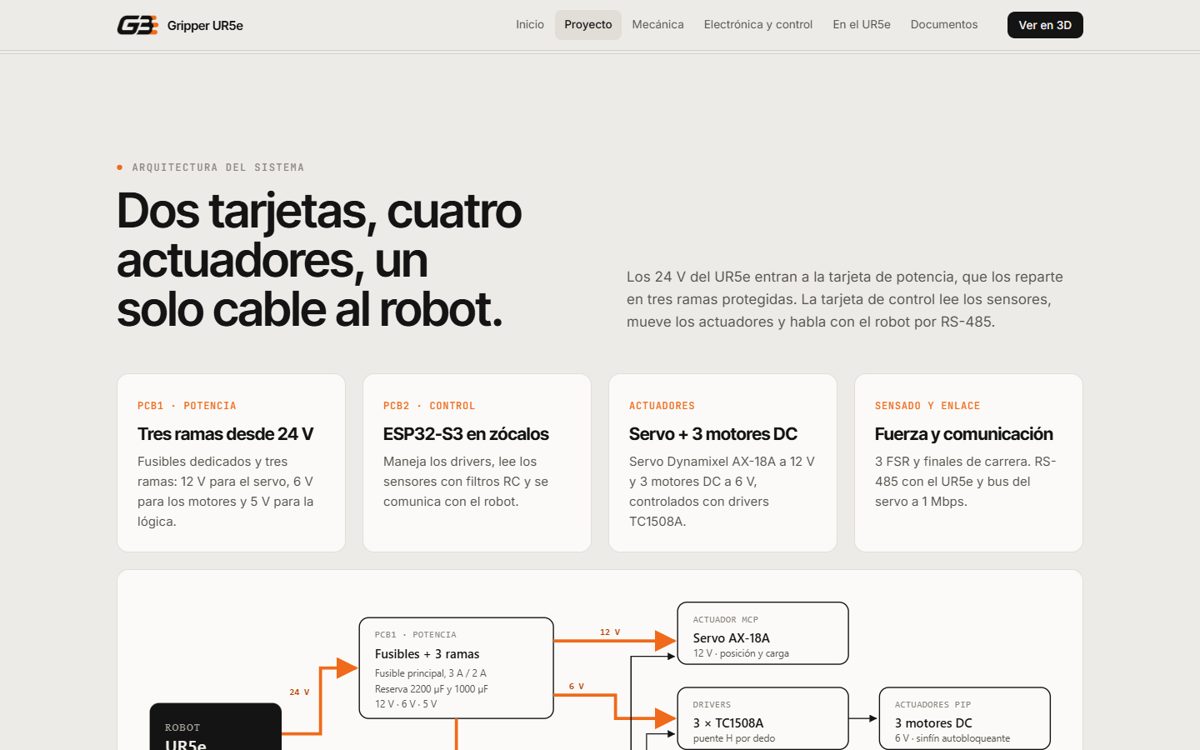 G3 Gripper UR5e
Inicio
Proyecto
Mecánica
Electrónica y control
En el UR5e
Documentos
Ver en 3D
ARQUITECTURA DEL SISTEMA
Dos tarjetas, cuatro
actuadores, un
solo cable al robot.
Los 24 V del UR5e entran a la tarjeta de potencia, que los reparte
en tres ramas protegidas. La tarjeta de control lee los sensores,
mueve los actuadores y habla con el robot por RS-485.
PCB1 · POTENCIA
Tres ramas desde 24 V
Fusibles dedicados y tres
ramas: 12 V para el servo, 6 V
para los motores y 5 V para la
lógica.
PCB2 · CONTROL
ESP32-S3 en zócalos
Maneja los drivers, lee los
sensores con filtros RC y se
comunica con el robot.
ACTUADORES
Servo + 3 motores DC
Servo Dynamixel AX-18A a 12 V
y 3 motores DC a 6 V,
controlados con drivers
TC1508A.
SENSADO Y ENLACE
Fuerza y comunicación
3 FSR y finales de carrera. RS-
485 con el UR5e y bus del
servo a 1 Mbps.
ROBOT
UR5e
24 V
PCB1 · POTENCIA
Fusibles + 3 ramas
Fusible principal, 3 A / 2 A
Reserva 2200 µF y 1000 µF
12 V · 6 V · 5 V
12 V
6 V
ACTUADOR MCP
Servo AX-18A
12 V · posición y carga
DRIVERS
3 × TC1508A
puente H por dedo
ACTUADORES PIP
3 motores DC
6 V · sinfín autobloqueante